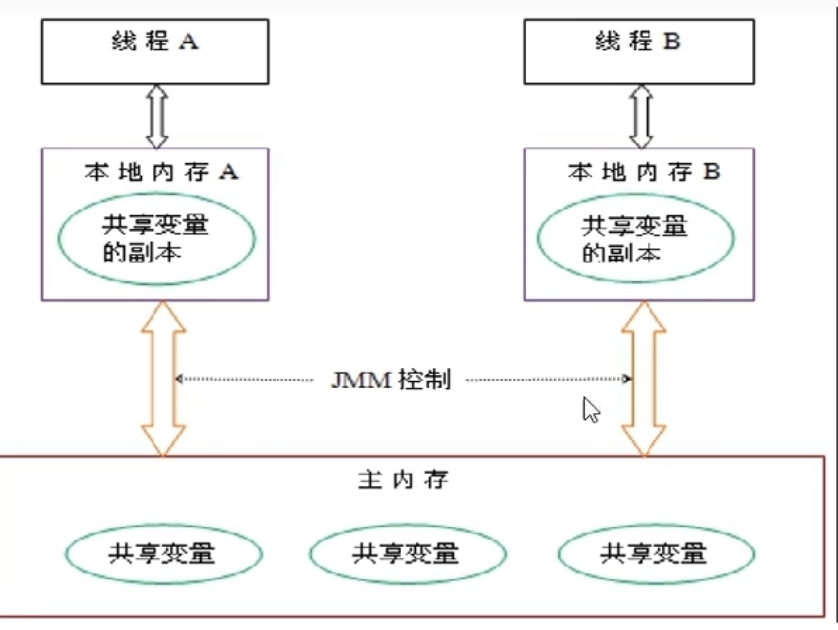 线程 A
线程 B
本地内存 A
本地内存 B
共享变量
的副本
共享变量
的副本
JMM 控制
主内存
共享变量
共享变量
共享变量